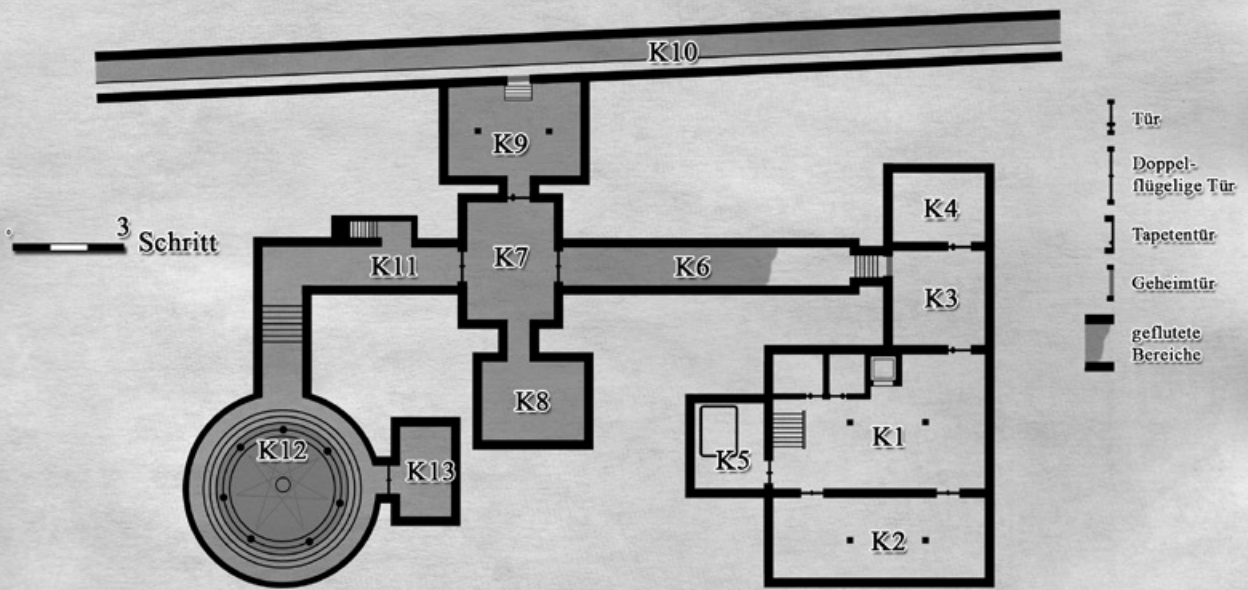 K10
K9
Tür
Doppel-
flügelige Tür
K4
3 Schritt
Tapetentür
K11
K7
K6
K3
Geheimtür
geflutete
Bereiche
K8
K12
K13
K5
K1
K2